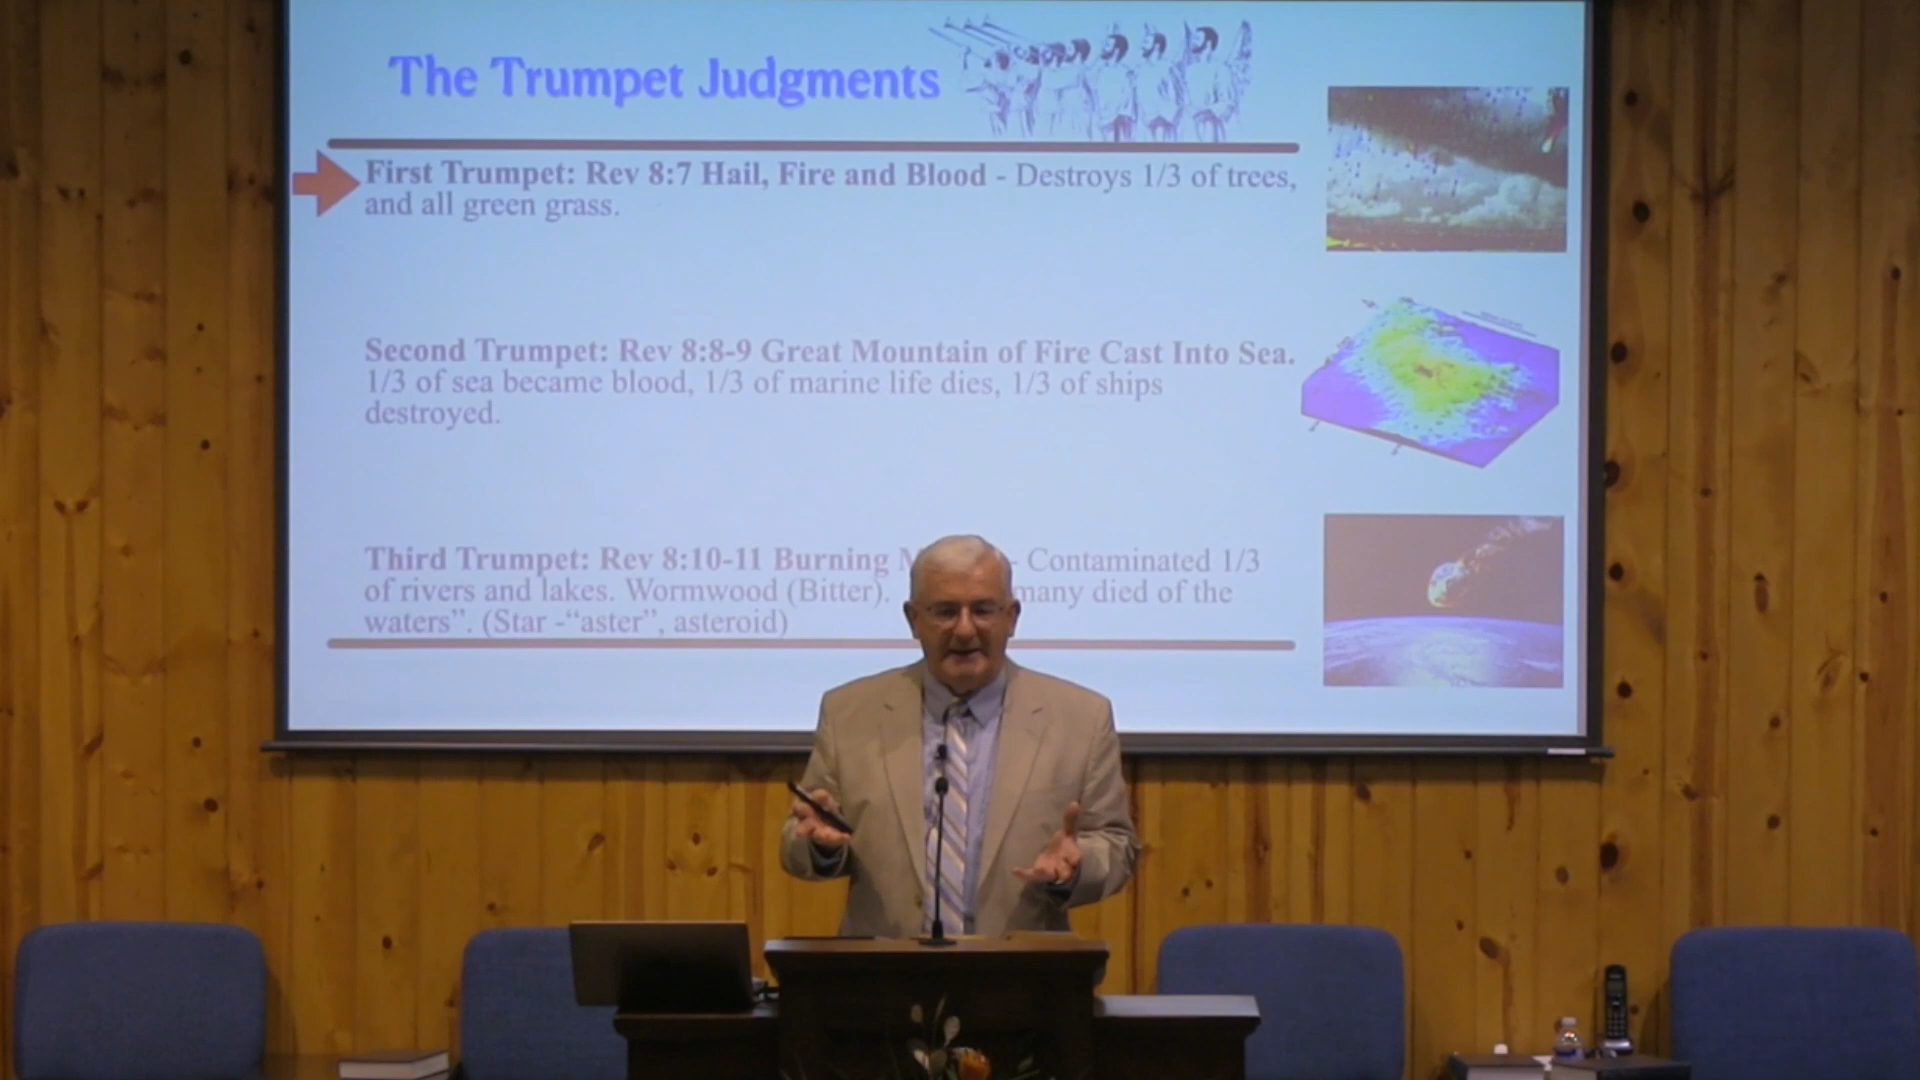 The Trumpet Judgments
First Trumpet: Rev 8:7 Hail, Fire and Blood - Destroys 1/3 of trees,
and all green grass.
Second Trumpet: Rev 8:8-9 Great Mountain of Fire Cast Into Sea.
1/3 of sea became blood, 1/3 of marine life dies, 1/3 of ships
destroyed.
Third Trumpet: Rev 8:10-11 Burning - Contaminated 1/3
of rivers and lakes. Wormwood (Bitter). many died of the
waters”. (Star -“aster”, asteroid)